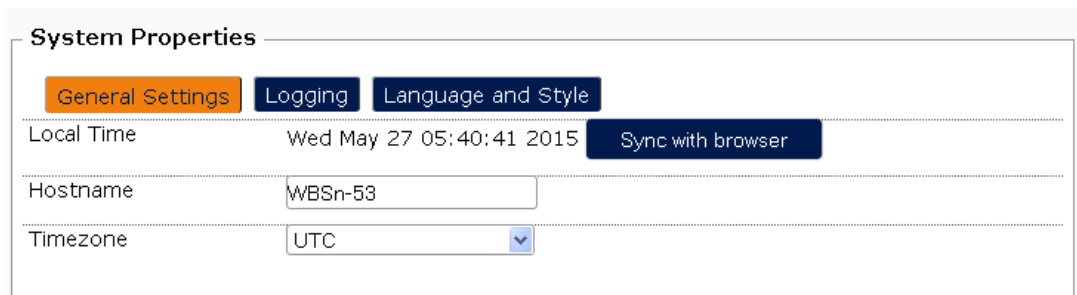 System Properties
General Settings Logging Language and Style
Local Time Wed May 27 05:40:41 2015 Sync with browser
Hostname WBSn-53
Timezone UTC